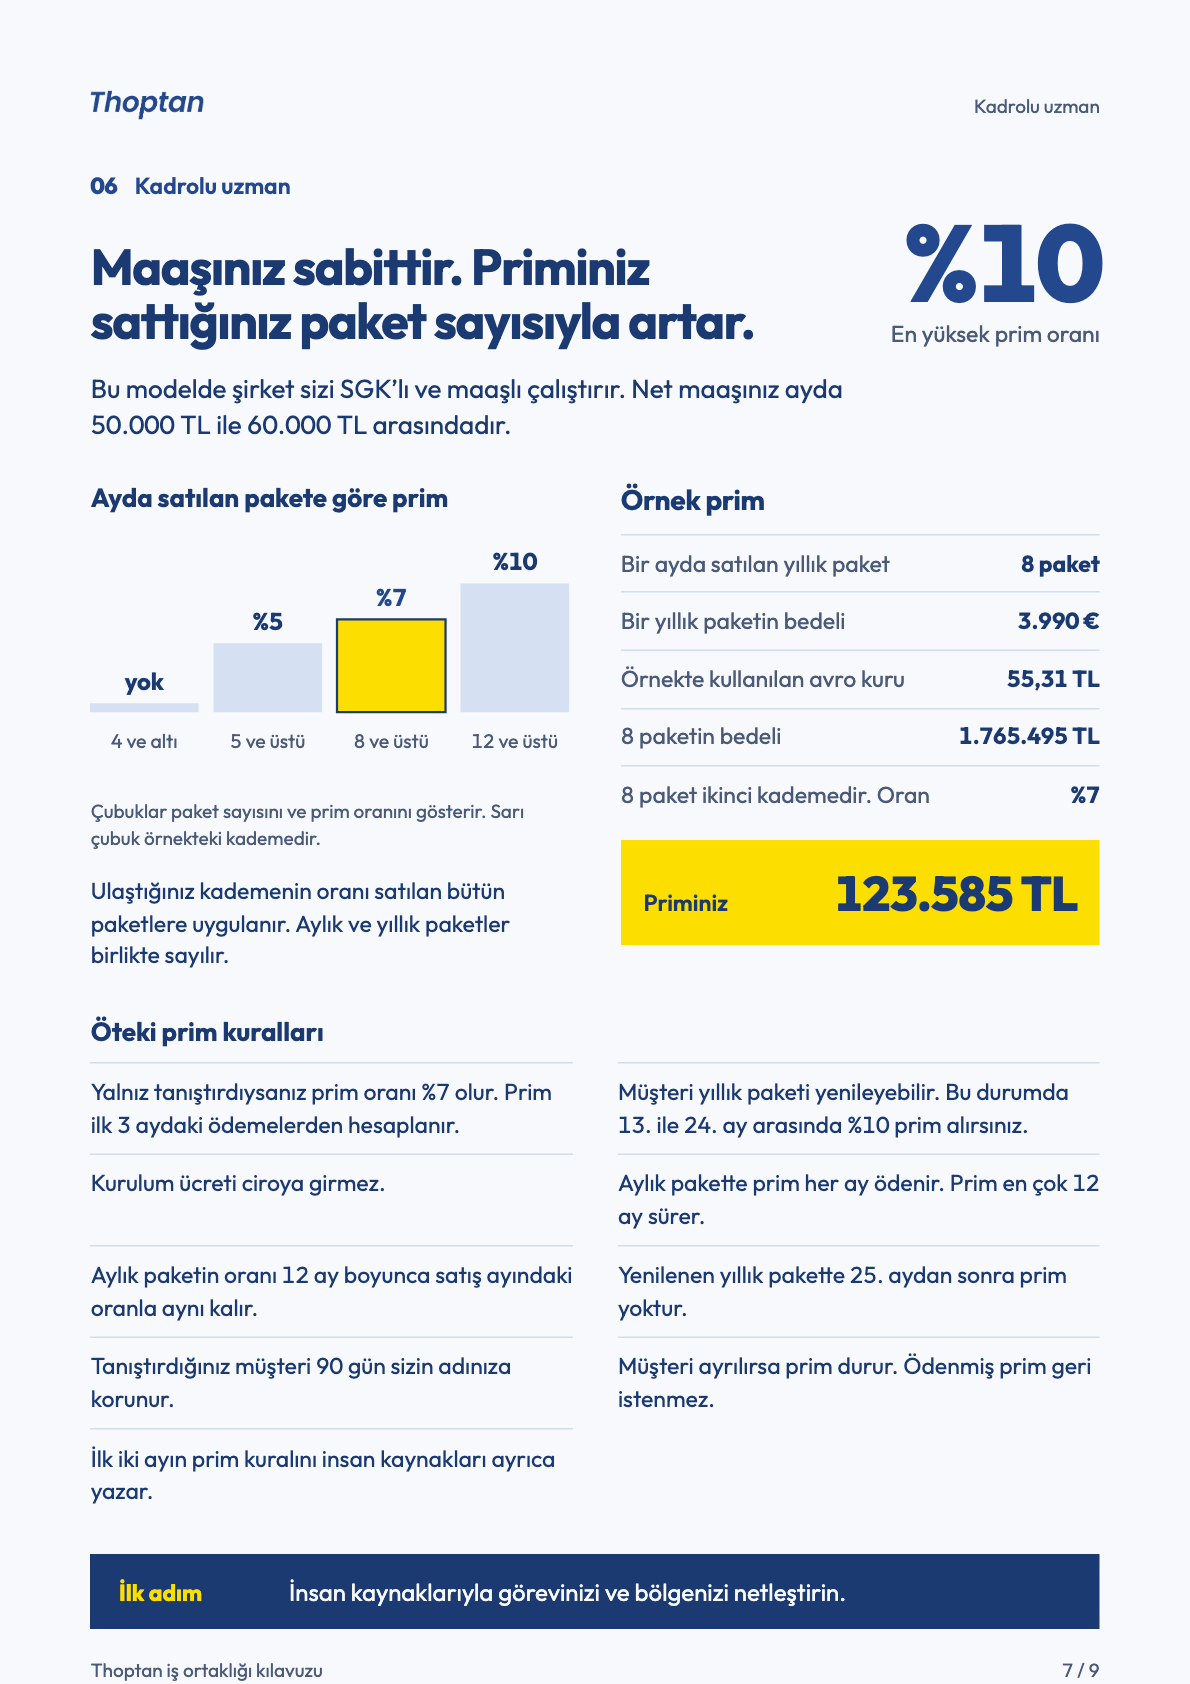 Thoptan
Kadrolu uzman
06 Kadrolu uzman
Maaşınız sabittir. Priminiz
sattığınız paket sayısıyla artar.
%10
En yüksek prim oranı
Bu modelde şirket sizi SGK’lı ve maaşlı çalıştırır. Net maaşınız ayda
50.000 TL ile 60.000 TL arasındadır.
Ayda satılan pakete göre prim
yok
%5
%7
%10
4 ve altı
5 ve üstü
8 ve üstü
12 ve üstü
Çubuklar paket sayısını ve prim oranını gösterir. Sarı
çubuk örnekteki kademedir.
Ulaştığınız kademenin oranı satılan bütün
paketlere uygulanır. Aylık ve yıllık paketler
birlikte sayılır.
Örnek prim
Bir ayda satılan yıllık paket 8 paket
Bir yıllık paketin bedeli 3.990 €
Örnekte kullanılan avro kuru 55,31 TL
8 paketin bedeli 1.765.495 TL
8 paket ikinci kademedir. Oran %7
Priminiz 123.585 TL
Öteki prim kuralları
Yalnız tanıştırdıysanız prim oranı %7 olur. Prim
ilk 3 aydaki ödemelerden hesaplanır.
Müşteri yıllık paketi yenileyebilir. Bu durumda
13. ile 24. ay arasında %10 prim alırsınız.
Kurulum ücreti ciroya girmez.
Aylık pakette prim her ay ödenir. Prim en çok 12
ay sürer.
Aylık paketin oranı 12 ay boyunca satış ayındaki
oranla aynı kalır.
Yenilenen yıllık pakette 25. aydan sonra prim
yoktur.
Tanıştırdığınız müşteri 90 gün sizin adınıza
korunur.
Müşteri ayrılırsa prim durur. Ödenmiş prim geri
istenmez.
İlk iki ayın prim kuralını insan kaynakları ayrıca
yazar.
İlk adım İnsan kaynaklarıyla görevinizi ve bölgenizi netleştirin.
Thoptan iş ortaklığı kılavuzu
7 / 9